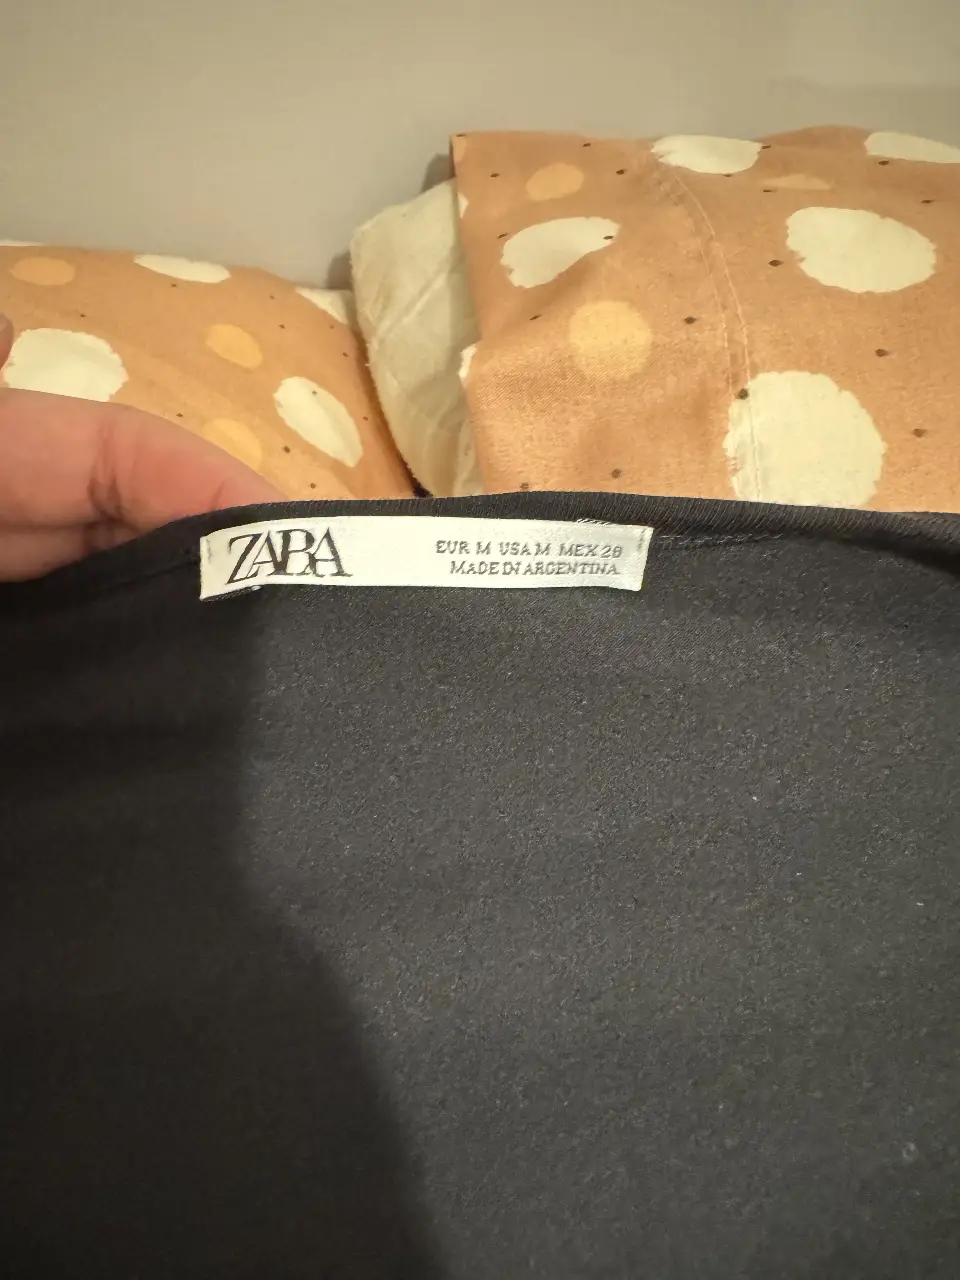 ZARA
EUR M USA M MEX 28
MADE IN ARGENTINA